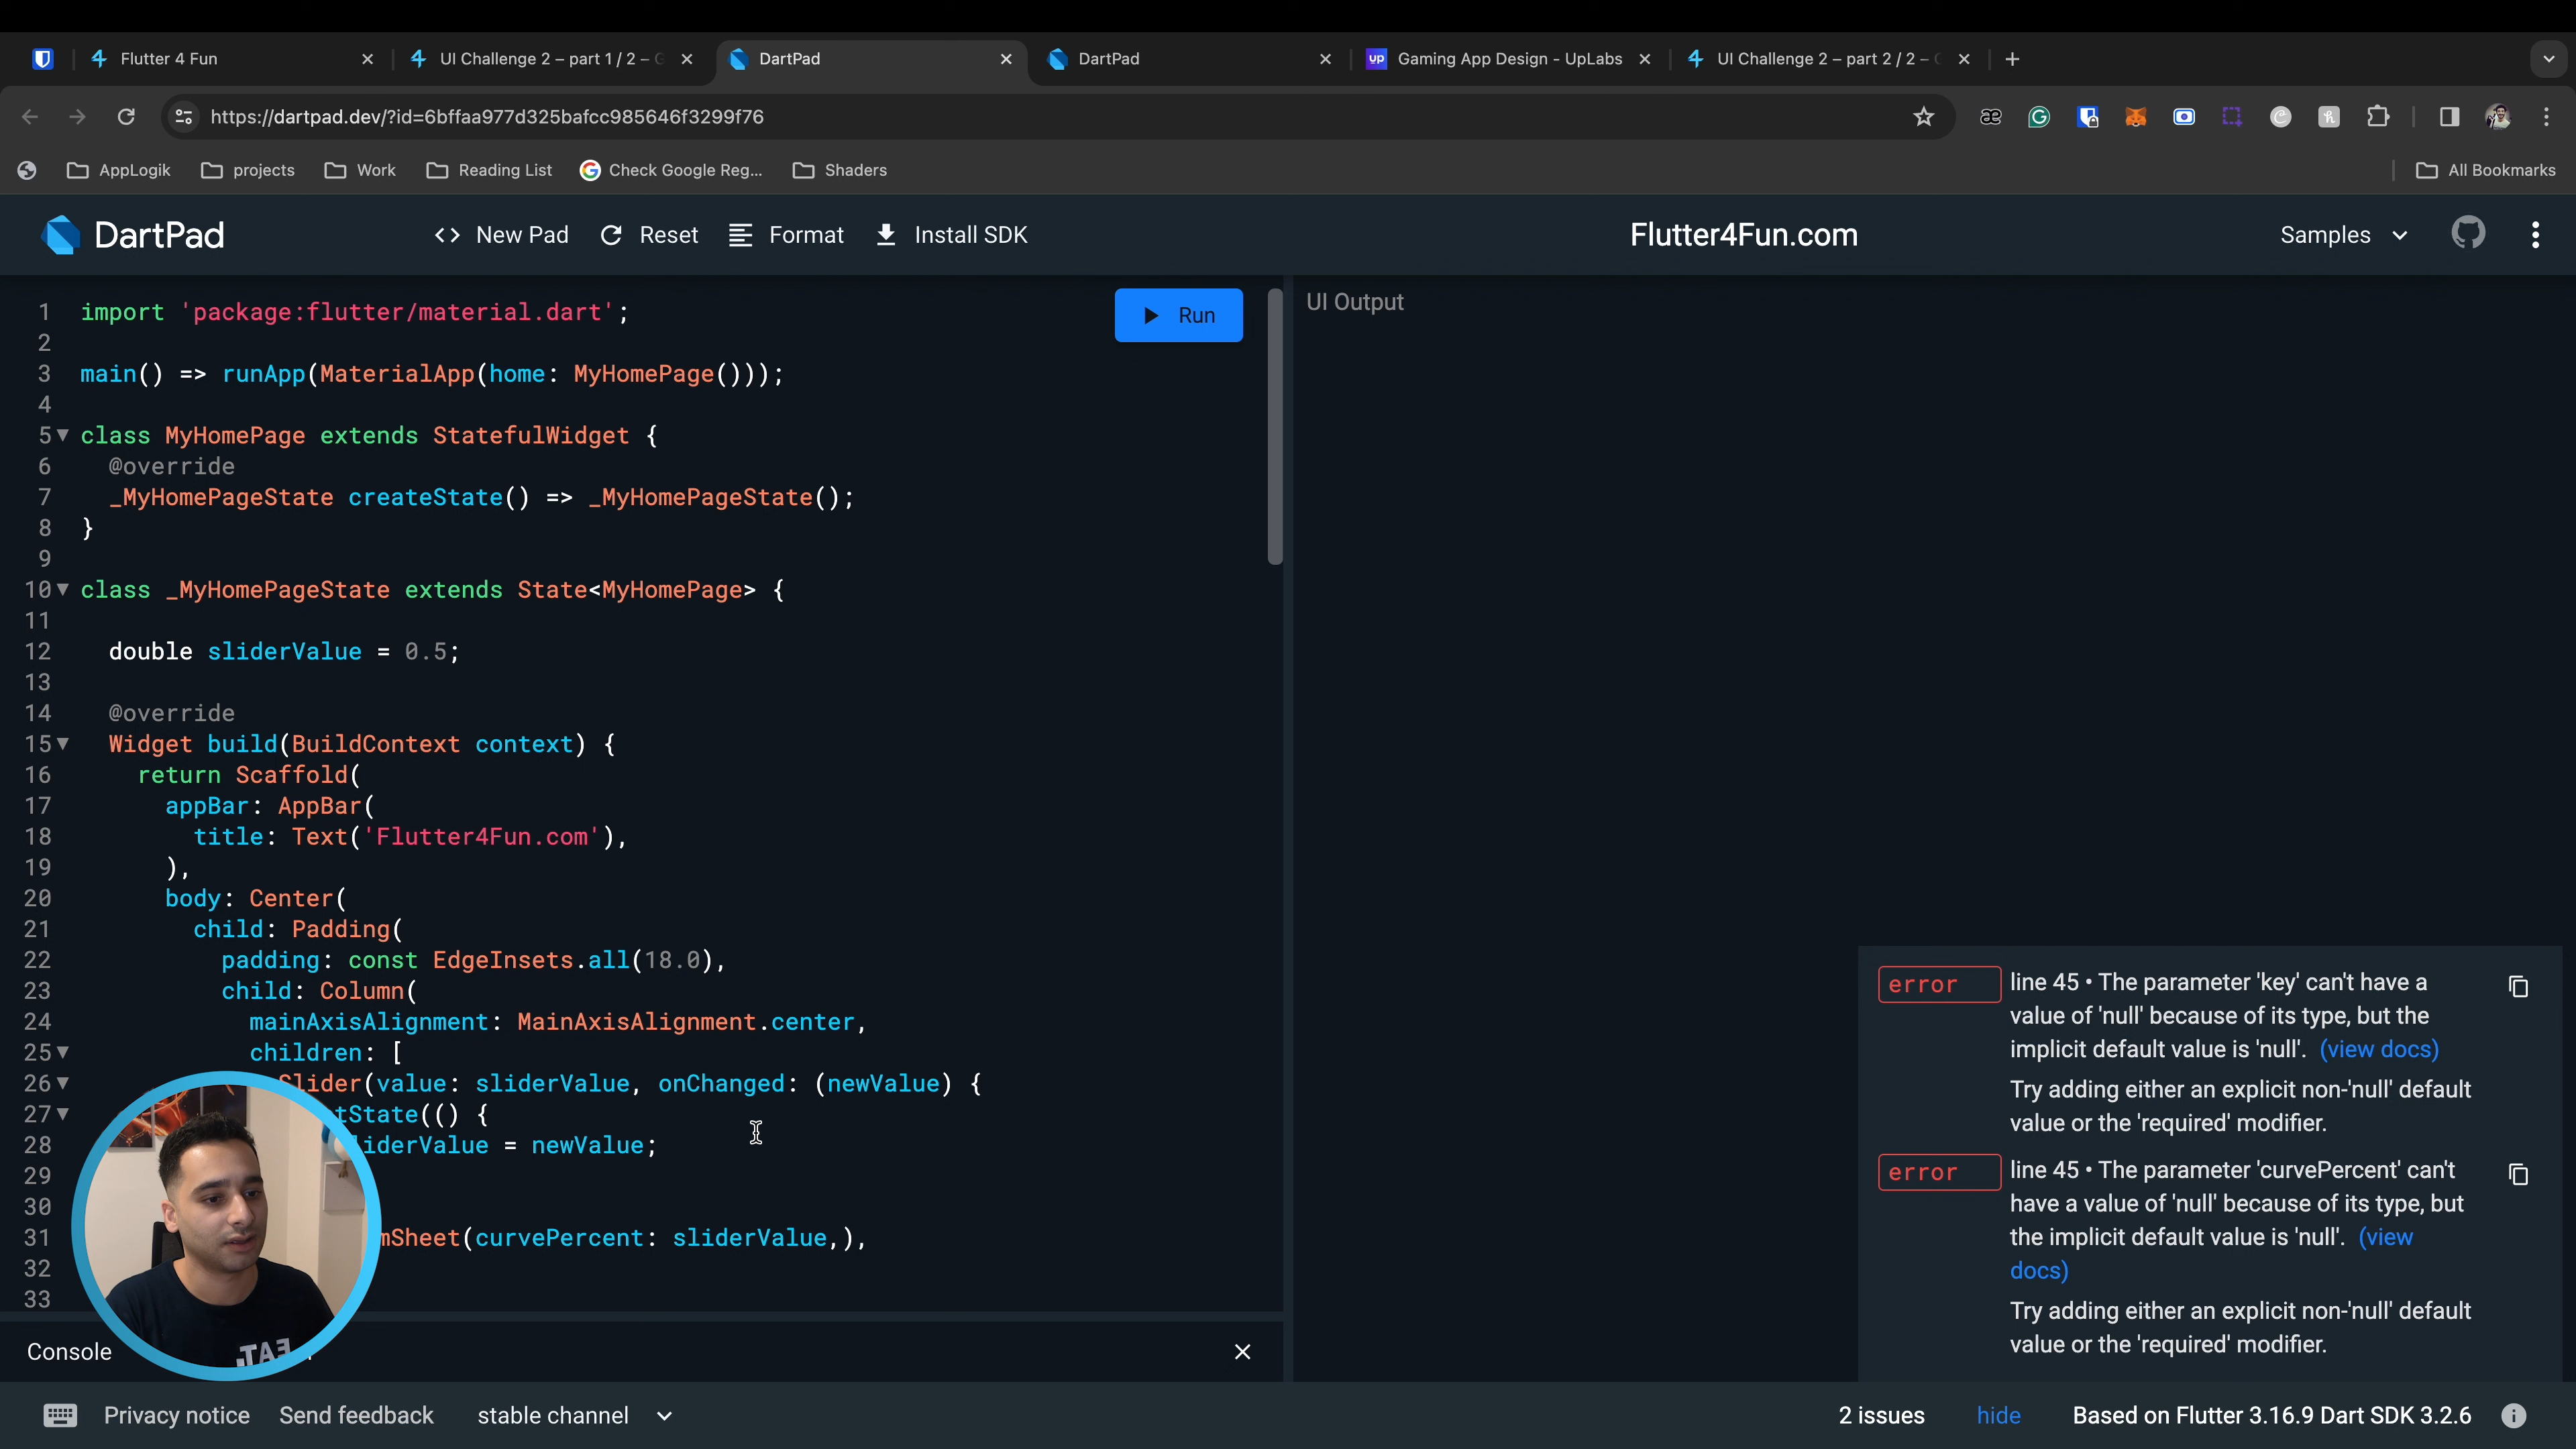 Flutter 4 Fun
UI Challenge 2 – part 1 / 2 –
DartPad
DartPad
up
Gaming App Design - UpLabs
UI Challenge 2 – part 2 / 2 –
https://dartpad.dev/?id=6bffaa977d325bafcc985646f3299f76
AppLogik
projects
Work
Reading List
Check Google Reg...
Shaders
All Bookmarks
DartPad
New Pad
Reset
Format
Install SDK
Flutter4Fun.com
Samples
1 import 'package:flutter/material.dart';
2
3 main() => runApp(MaterialApp(home: MyHomePage()));
4
5 class MyHomePage extends StatefulWidget {
6 @override
7 _MyHomePageState createState() => _MyHomePageState();
8 }
9
10 class _MyHomePageState extends State<MyHomePage> {
11
12 double sliderValue = 0.5;
13
14 @override
15 Widget build(BuildContext context) {
16 return Scaffold(
17 appBar: AppBar(
18 title: Text('Flutter4Fun.com'),
19 ),
20 body: Center(
21 child: Padding(
22 padding: const EdgeInsets.all(18.0),
23 child: Column(
24 mainAxisAlignment: MainAxisAlignment.center,
25 children: [
26 Slider(value: sliderValue, onChanged: (newValue) {
27 tState(() {
28 liderValue = newValue;
29
30
31 mSheet(curvePercent: sliderValue,),
32
33
Run
UI Output
error
line 45 • The parameter 'key' can't have a
value of 'null' because of its type, but the
implicit default value is 'null'. (view docs)
Try adding either an explicit non-'null' default
value or the 'required' modifier.
error
line 45 • The parameter 'curvePercent' can't
have a value of 'null' because of its type, but
the implicit default value is 'null'. (view
docs)
Try adding either an explicit non-'null' default
value or the 'required' modifier.
Console
Privacy notice
Send feedback
stable channel
2 issues
hide
Based on Flutter 3.16.9 Dart SDK 3.2.6